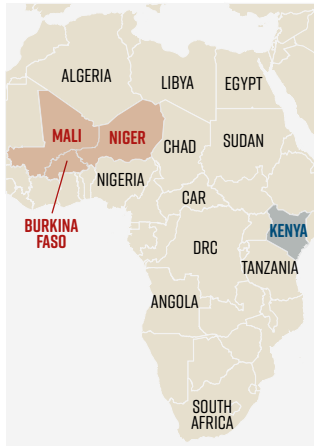 ALGERIA
LIBYA
EGYPT
MALI
NIGER
CHAD
SUDAN
NIGERIA
CAR
BURKINA
FASO
KENYA
DRC
TANZANIA
ANGOLA
SOUTH
AFRICA